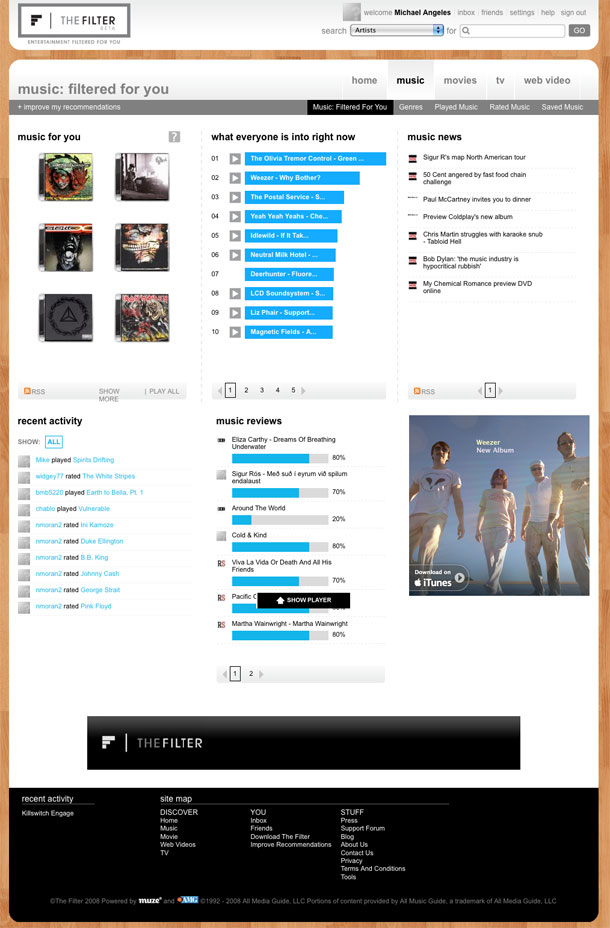 THEFILTER
BETA
ENTERTAINMENT FILTERED FOR YOU
welcome Michael Angeles | inbox | friends | settings | help | sign out
search Artists for GO
music: filtered for you
home music movies tv web video
+ improve my recommendations
Music: Filtered For You Genres Played Music Rated Music Saved Music
music for you ?
RSS SHOW MORE | PLAY ALL
what everyone is into right now
01 The Olivia Tremor Control - Green ...
02 Weezer - Why Bother?
03 The Postal Service - S...
04 Yeah Yeah Yeahs - Che...
05 Idlewild - If It Tak...
06 Neutral Milk Hotel - ...
07 Deerhunter - Fluore...
08 LCD Soundsystem - S...
09 Liz Phair - Support...
10 Magnetic Fields - A...
1 2 3 4 5
music news
Sigur R's map North American tour
50 Cent angered by fast food chain
challenge
Paul McCartney invites you to dinner
Preview Coldplay's new album
Chris Martin struggles with karaoke snub
- Tabloid Hell
Bob Dylan: 'the music industry is
hypocritical rubbish'
My Chemical Romance preview DVD
online
RSS 1
recent activity
SHOW: ALL
Mike played Spirits Drifting
widgey77 rated The White Stripes
bmb5220 played Earth to Bella, Pt. 1
chablo played Vulnerable
nmoran2 rated Ini Kamoze
nmoran2 rated Duke Ellington
nmoran2 rated B.B. King
nmoran2 rated Johnny Cash
nmoran2 rated George Strait
nmoran2 rated Pink Floyd
music reviews
Eliza Carthy - Dreams Of Breathing
Underwater
80%
Sigur Rós - Með suð í eyrum við spilum
endalaust
70%
Around The World
20%
Cold & Kind
80%
RS Viva La Vida Or Death And All His
Friends
70%
RS Pacific
SHOW PLAYER
RS Martha Wainwright - Martha Wainwright
80%
1 2
Weezer
New Album
Download on
iTunes
THEFILTER
recent activity
Killswitch Engage
site map
DISCOVER
Home
Music
Movie
Web Videos
TV
YOU
Inbox
Friends
Download The Filter
Improve Recommendations
STUFF
Press
Support Forum
Blog
About Us
Contact Us
Privacy
Terms And Conditions
Tools
©The Filter 2008 Powered by muze and AMG ©1992 - 2008 All Media Guide, LLC Portions of content provided by All Music Guide, a trademark of All Media Guide, LLC